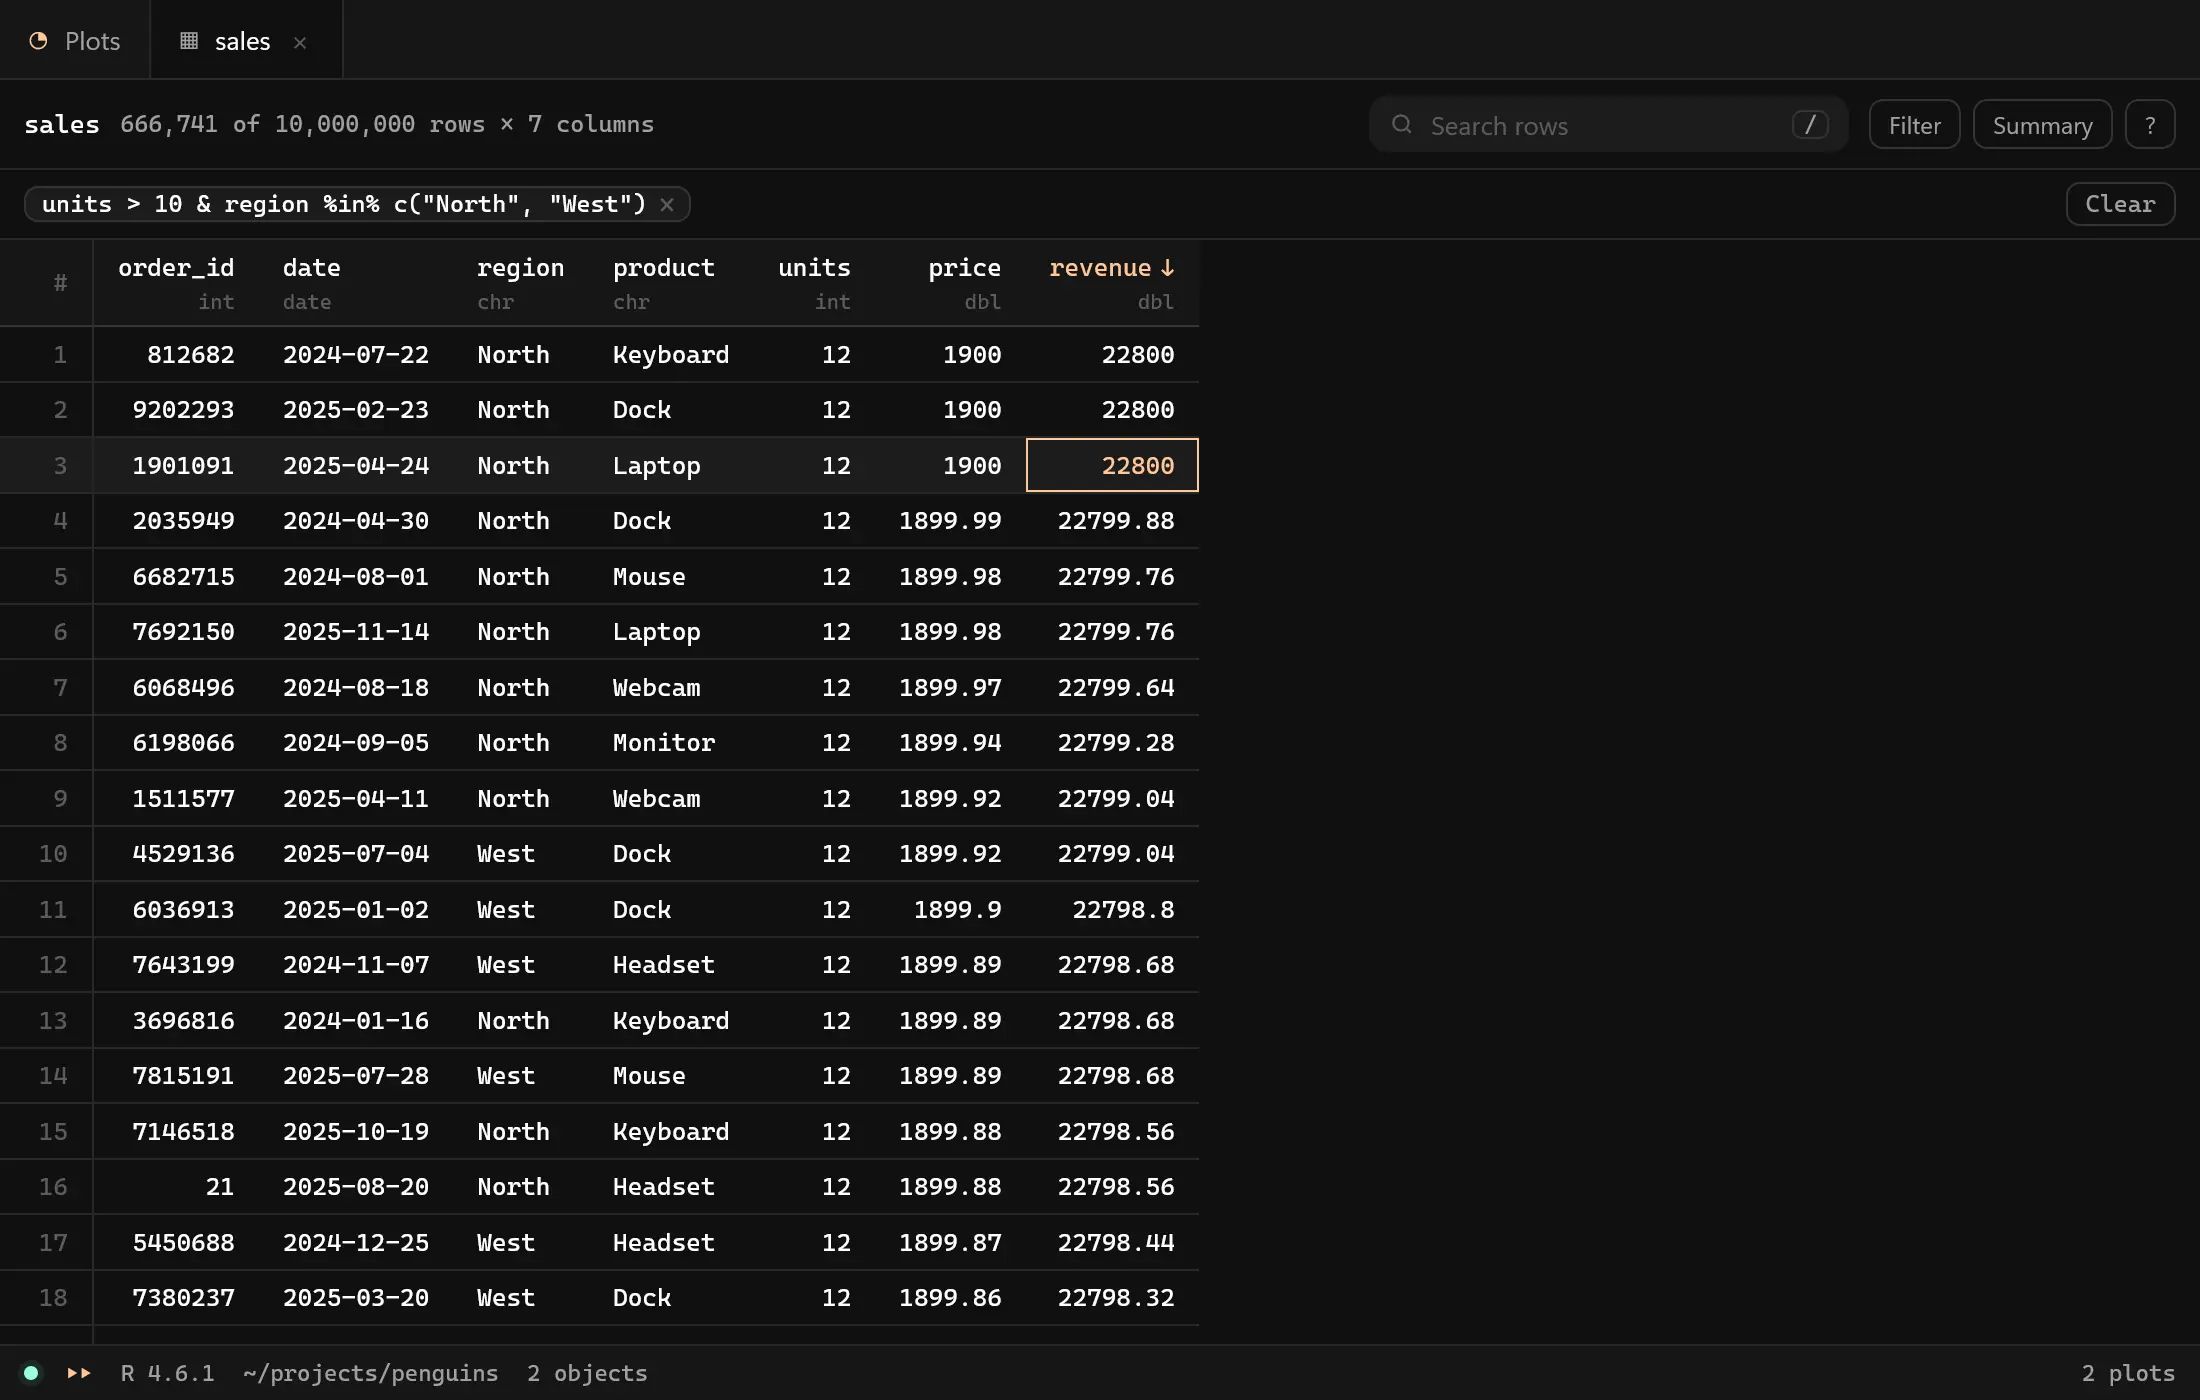 Plots sales ×
sales 666,741 of 10,000,000 rows × 7 columns Search rows / Filter Summary ?
units > 10 & region %in% c("North", "West") × Clear
# order_id date region product units price revenue ↓
int date chr chr int dbl dbl
1 812682 2024-07-22 North Keyboard 12 1900 22800
2 9202293 2025-02-23 North Dock 12 1900 22800
3 1901091 2025-04-24 North Laptop 12 1900 22800
4 2035949 2024-04-30 North Dock 12 1899.99 22799.88
5 6682715 2024-08-01 North Mouse 12 1899.98 22799.76
6 7692150 2025-11-14 North Laptop 12 1899.98 22799.76
7 6068496 2024-08-18 North Webcam 12 1899.97 22799.64
8 6198066 2024-09-05 North Monitor 12 1899.94 22799.28
9 1511577 2025-04-11 North Webcam 12 1899.92 22799.04
10 4529136 2025-07-04 West Dock 12 1899.92 22799.04
11 6036913 2025-01-02 West Dock 12 1899.9 22798.8
12 7643199 2024-11-07 West Headset 12 1899.89 22798.68
13 3696816 2024-01-16 North Keyboard 12 1899.89 22798.68
14 7815191 2025-07-28 West Mouse 12 1899.89 22798.68
15 7146518 2025-10-19 North Keyboard 12 1899.88 22798.56
16 21 2025-08-20 North Headset 12 1899.88 22798.56
17 5450688 2024-12-25 West Headset 12 1899.87 22798.44
18 7380237 2025-03-20 West Dock 12 1899.86 22798.32
R 4.6.1 ~/projects/penguins 2 objects 2 plots